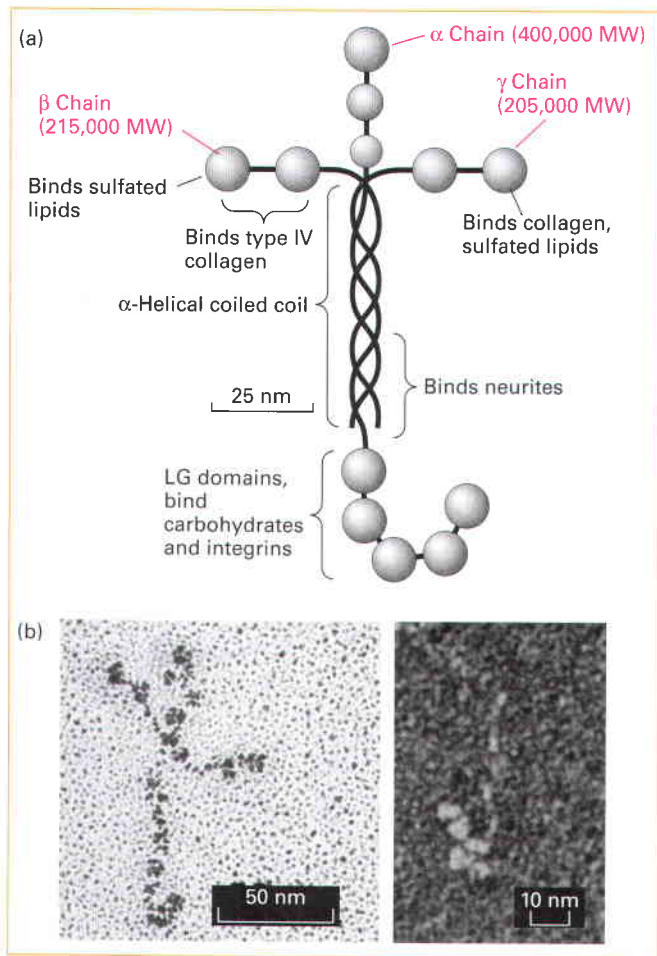 (a)
α Chain (400,000 MW)
β Chain
(215,000 MW)
γ Chain
(205,000 MW)
Binds sulfated
lipids
Binds type IV
collagen
Binds collagen,
sulfated lipids
α-Helical coiled coil
25 nm
Binds neurites
LG domains,
bind
carbohydrates
and integrins
(b)
50 nm
10 nm